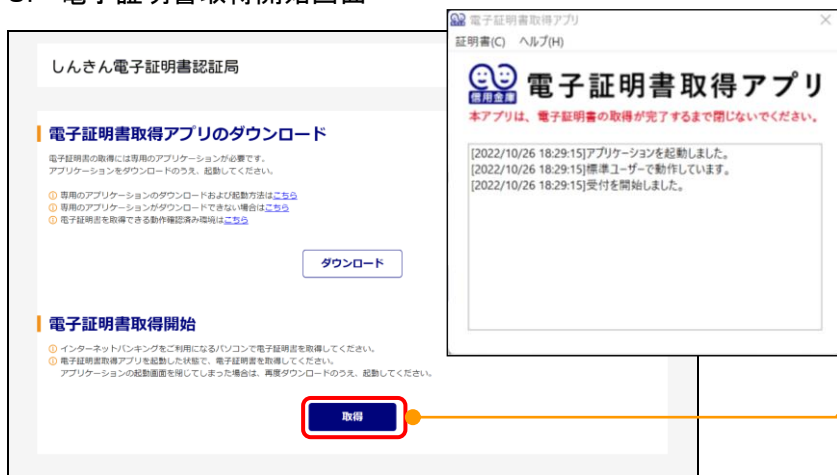 電子証明書取得開始画面
しんきん電子証明書認証局
電子証明書取得アプリのダウンロード
電子証明書の取得には専用のアプリケーションが必要です。
アプリケーションをダウンロードのうえ、起動してください。
専用のアプリケーションのダウンロードおよび起動方法はこちら
専用のアプリケーションがダウンロードできない場合はこちら
電子証明書を取得できる動作確認済み環境はこちら
ダウンロード
電子証明書取得開始
インターネットバンキングをご利用になるパソコンで電子証明書を取得してください。
電子証明書取得アプリを起動した状態で、電子証明書を取得してください。
アプリケーションの起動画面を閉じてしまった場合は、再度ダウンロードのうえ、起動してください。
取得
電子証明書取得アプリ
証明書(C) ヘルプ(H)
信用金庫
電子証明書取得アプリ
本アプリは、電子証明書の取得が完了するまで閉じないでください。
[2022/10/26 18:29:15]アプリケーションを起動しました。
[2022/10/26 18:29:15]標準ユーザーで動作しています。
[2022/10/26 18:29:15]受付を開始しました。